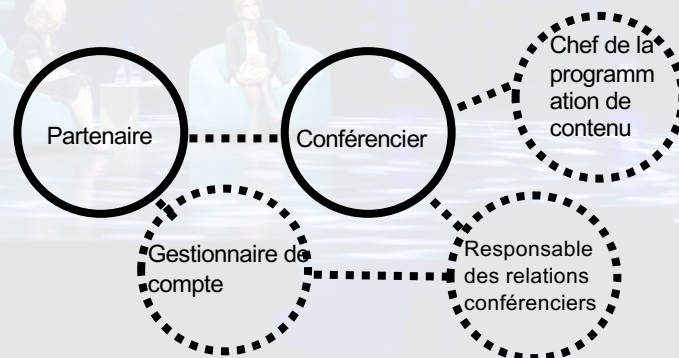 Chef de la
programm
ation de
contenu
Partenaire
Conférencier
Gestionnaire de
compte
Responsable
des relations
conférenciers